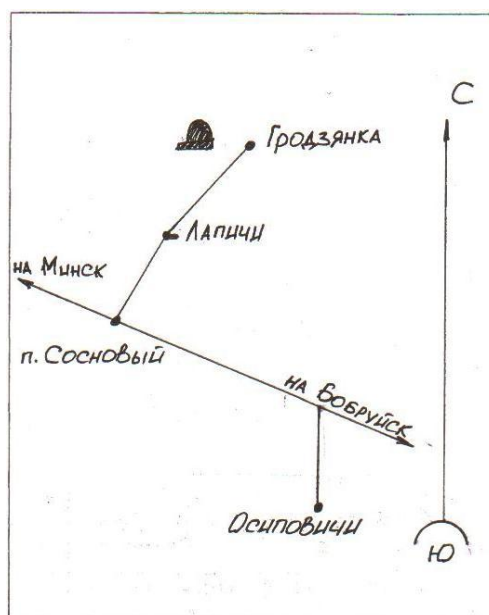 С
Гродзянка
Лапичи
на Минск
п. Сосновый
на Бобруйск
Осиповичи
Ю